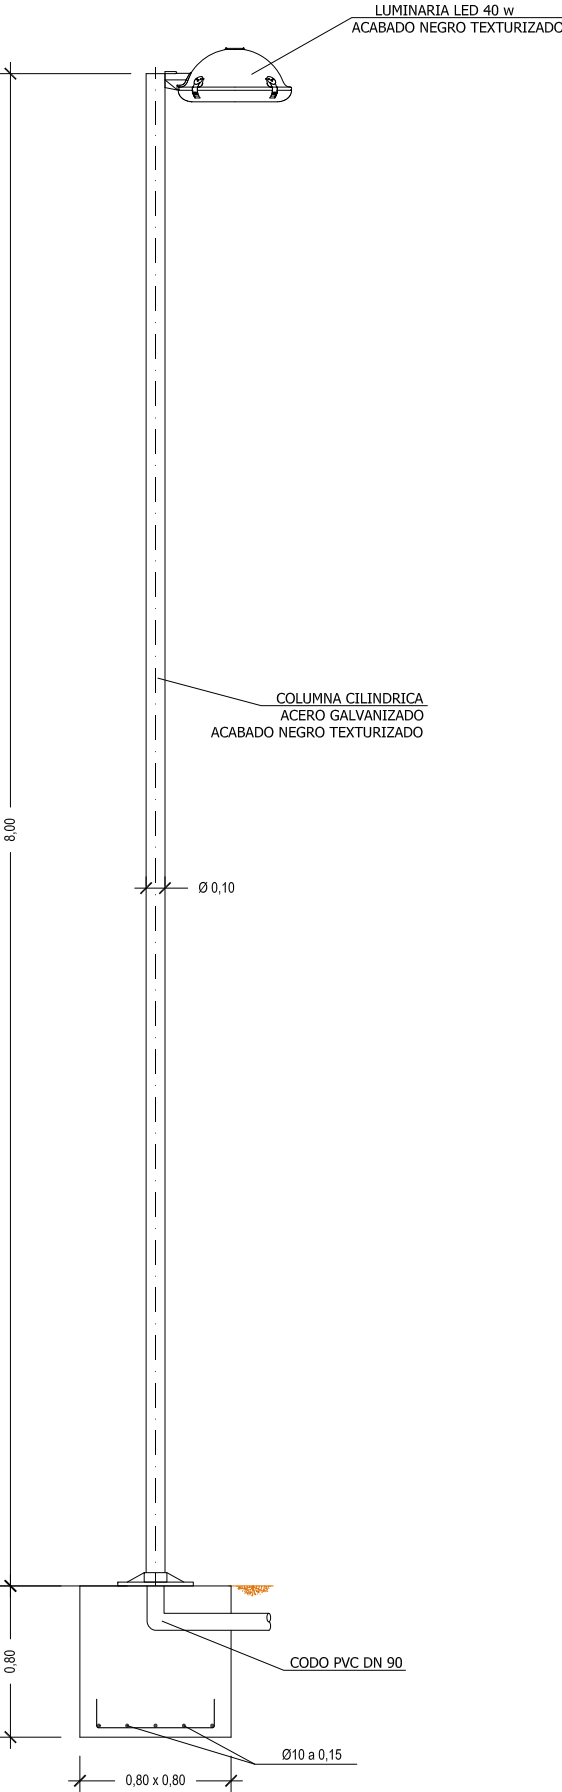 LUMINARIA LED 40 w
ACABADO NEGRO TEXTURIZADO
COLUMNA CILINDRICA
ACERO GALVANIZADO
ACABADO NEGRO TEXTURIZADO
8,00
Ø 0,10
0,80
CODO PVC DN 90
Ø10 a 0,15
0,80 x 0,80